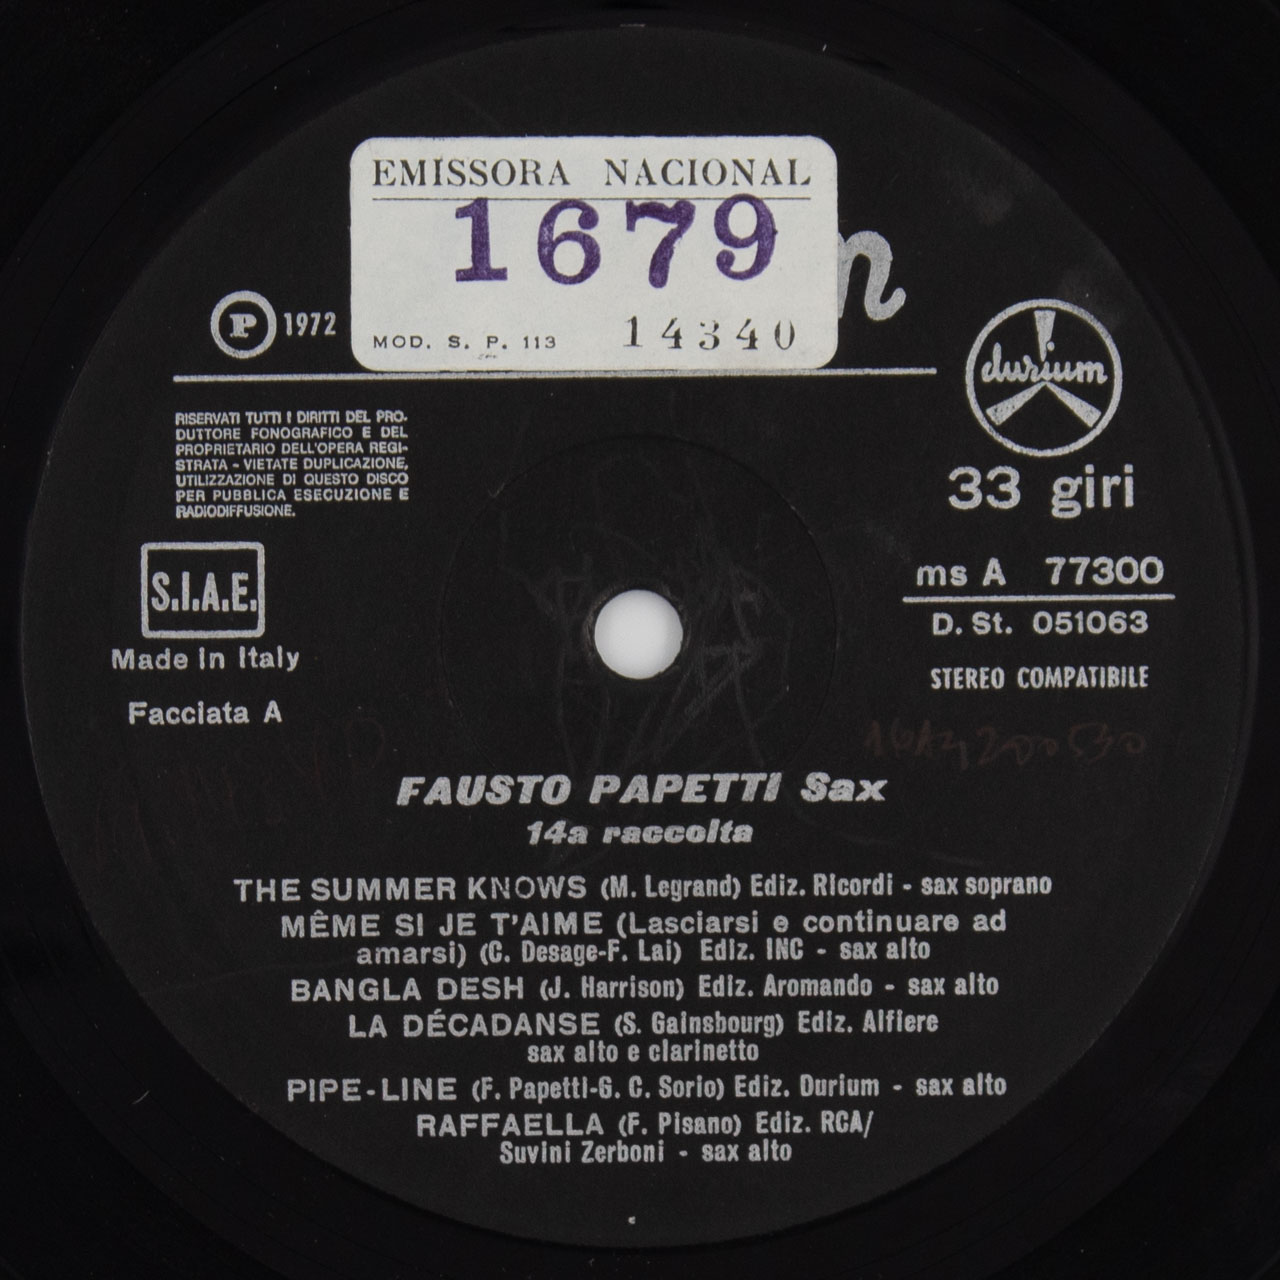 EMISSORA NACIONAL
1679
MOD. S. P. 113 14340
n
P 1972
durium
RISERVATI TUTTI I DIRITTI DEL PRO-
DUTTORE FONOGRAFICO E DEL
PROPRIETARIO DELL'OPERA REGI-
STRATA - VIETATE DUPLICAZIONE,
UTILIZZAZIONE DI QUESTO DISCO
PER PUBBLICA ESECUZIONE E
RADIODIFFUSIONE.
33 giri
S.I.A.E.
ms A 77300
D. St. 051063
Made in Italy
STEREO COMPATIBILE
Facciata A
FAUSTO PAPETTI Sax
14a raccolta
THE SUMMER KNOWS (M. Legrand) Ediz. Ricordi - sax soprano
MÊME SI JE T'AIME (Lasciarsi e continuare ad
amarsi) (C. Desage-F. Lai) Ediz. INC - sax alto
BANGLA DESH (J. Harrison) Ediz. Aromando - sax alto
LA DÉCADANSE (S. Gainsbourg) Ediz. Alfiere
sax alto e clarinetto
PIPE-LINE (F. Papetti-G. C. Sorio) Ediz. Durium - sax alto
RAFFAELLA (F. Pisano) Ediz. RCA/
Suvini Zerboni - sax alto